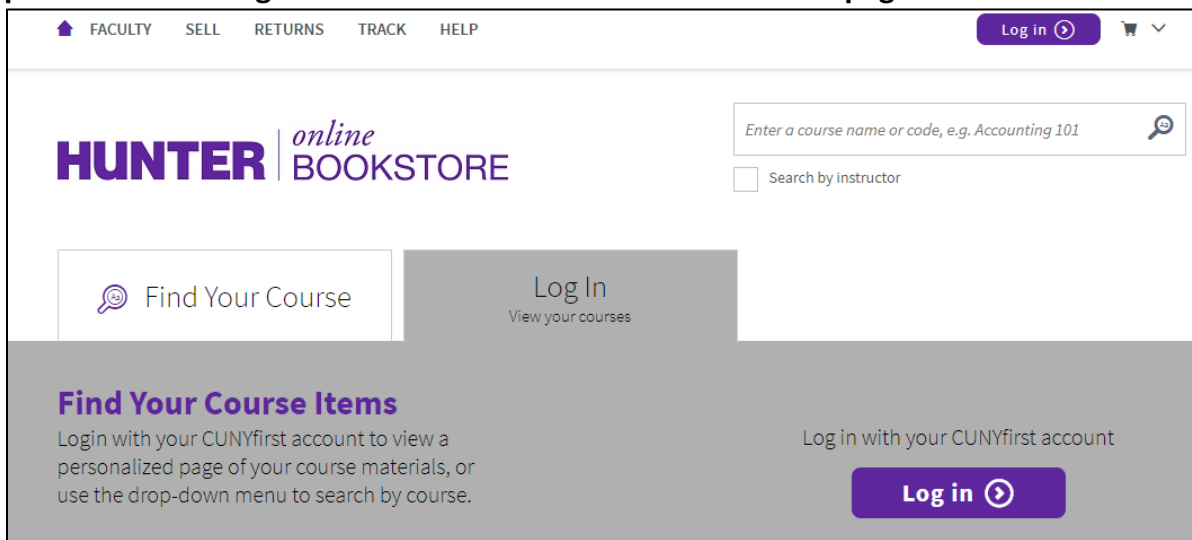 FACULTY SELL RETURNS TRACK HELP Log in
HUNTER online BOOKSTORE
Enter a course name or code, e.g. Accounting 101
Search by instructor
Find Your Course
Log In
View your courses
Find Your Course Items
Login with your CUNYfirst account to view a
personalized page of your course materials, or
use the drop-down menu to search by course.
Log in with your CUNYfirst account
Log in